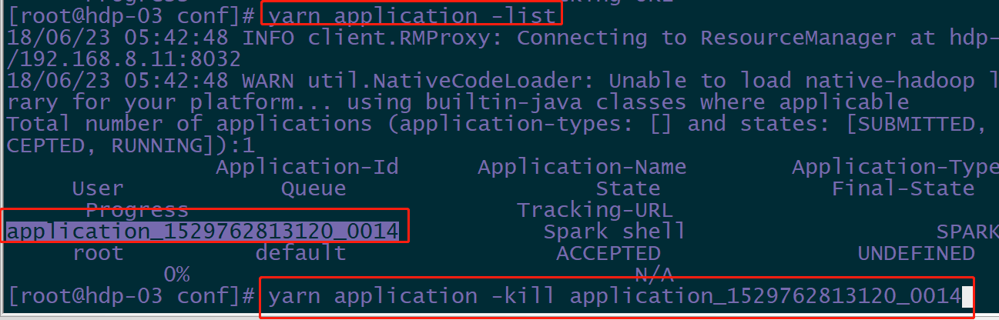 [root@hdp-03 conf]# yarn application -list
18/06/23 05:42:48 INFO client.RMProxy: Connecting to ResourceManager at hdp-
/192.168.8.11:8032
18/06/23 05:42:48 WARN util.NativeCodeLoader: Unable to load native-hadoop l
rary for your platform... using builtin-java classes where applicable
Total number of applications (application-types: [] and states: [SUBMITTED,
CEPTED, RUNNING]):1
Application-Id Application-Name Application-Type
User Queue State Final-State
Progress Tracking-URL
application_1529762813120_0014 Spark shell SPARK
root default ACCEPTED UNDEFINED
0% N/A
[root@hdp-03 conf]# yarn application -kill application_1529762813120_0014